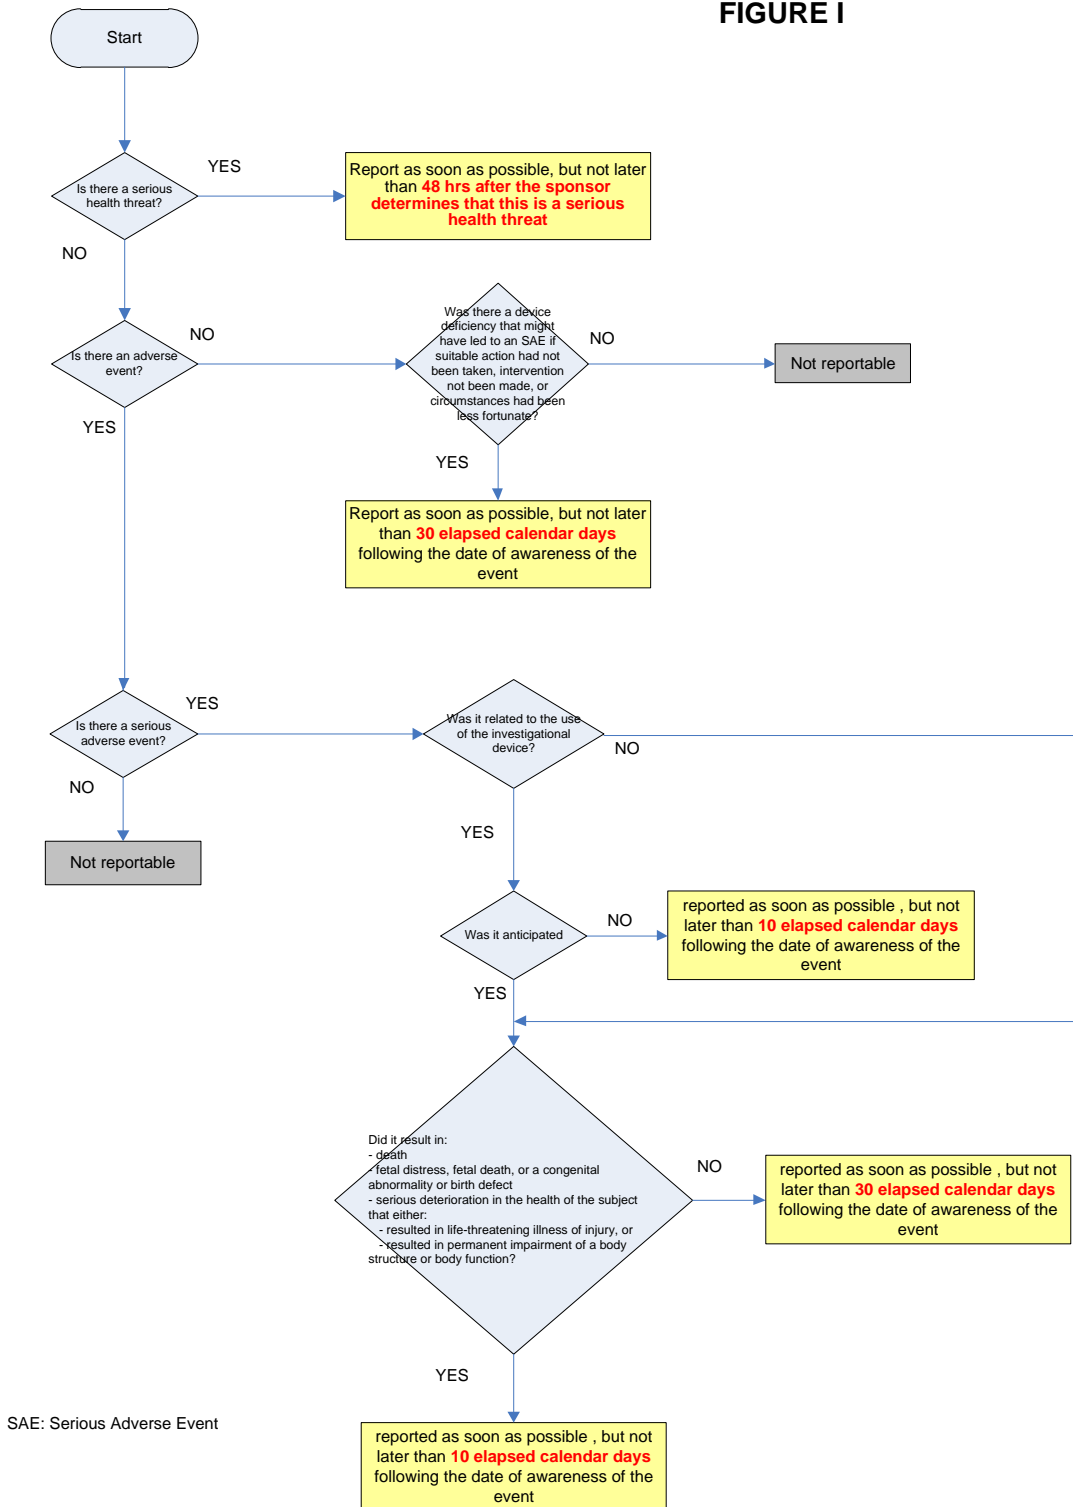 FIGURE I
Start
Is there a serious
health threat?
YES
Report as soon as possible, but not later
than 48 hrs after the sponsor
determines that this is a serious
health threat
NO
Is there an adverse
event?
NO
Was there a device
deficiency that might
have led to an SAE if
suitable action had not
been taken, intervention
not been made, or
circumstances had been
less fortunate?
NO
Not reportable
YES
YES
Report as soon as possible, but not later
than 30 elapsed calendar days
following the date of awareness of the
event
Is there a serious
adverse event?
YES
Was it related to the use
of the investigational
device?
NO
NO
Not reportable
YES
Was it anticipated
NO
reported as soon as possible , but not
later than 10 elapsed calendar days
following the date of awareness of the
event
YES
Did it result in:
- death
- fetal distress, fetal death, or a congenital
abnormality or birth defect
- serious deterioration in the health of the subject
that either:
- resulted in life-threatening illness of injury, or
- resulted in permanent impairment of a body
structure or body function?
NO
reported as soon as possible , but not
later than 30 elapsed calendar days
following the date of awareness of the
event
YES
SAE: Serious Adverse Event
reported as soon as possible , but not
later than 10 elapsed calendar days
following the date of awareness of the
event